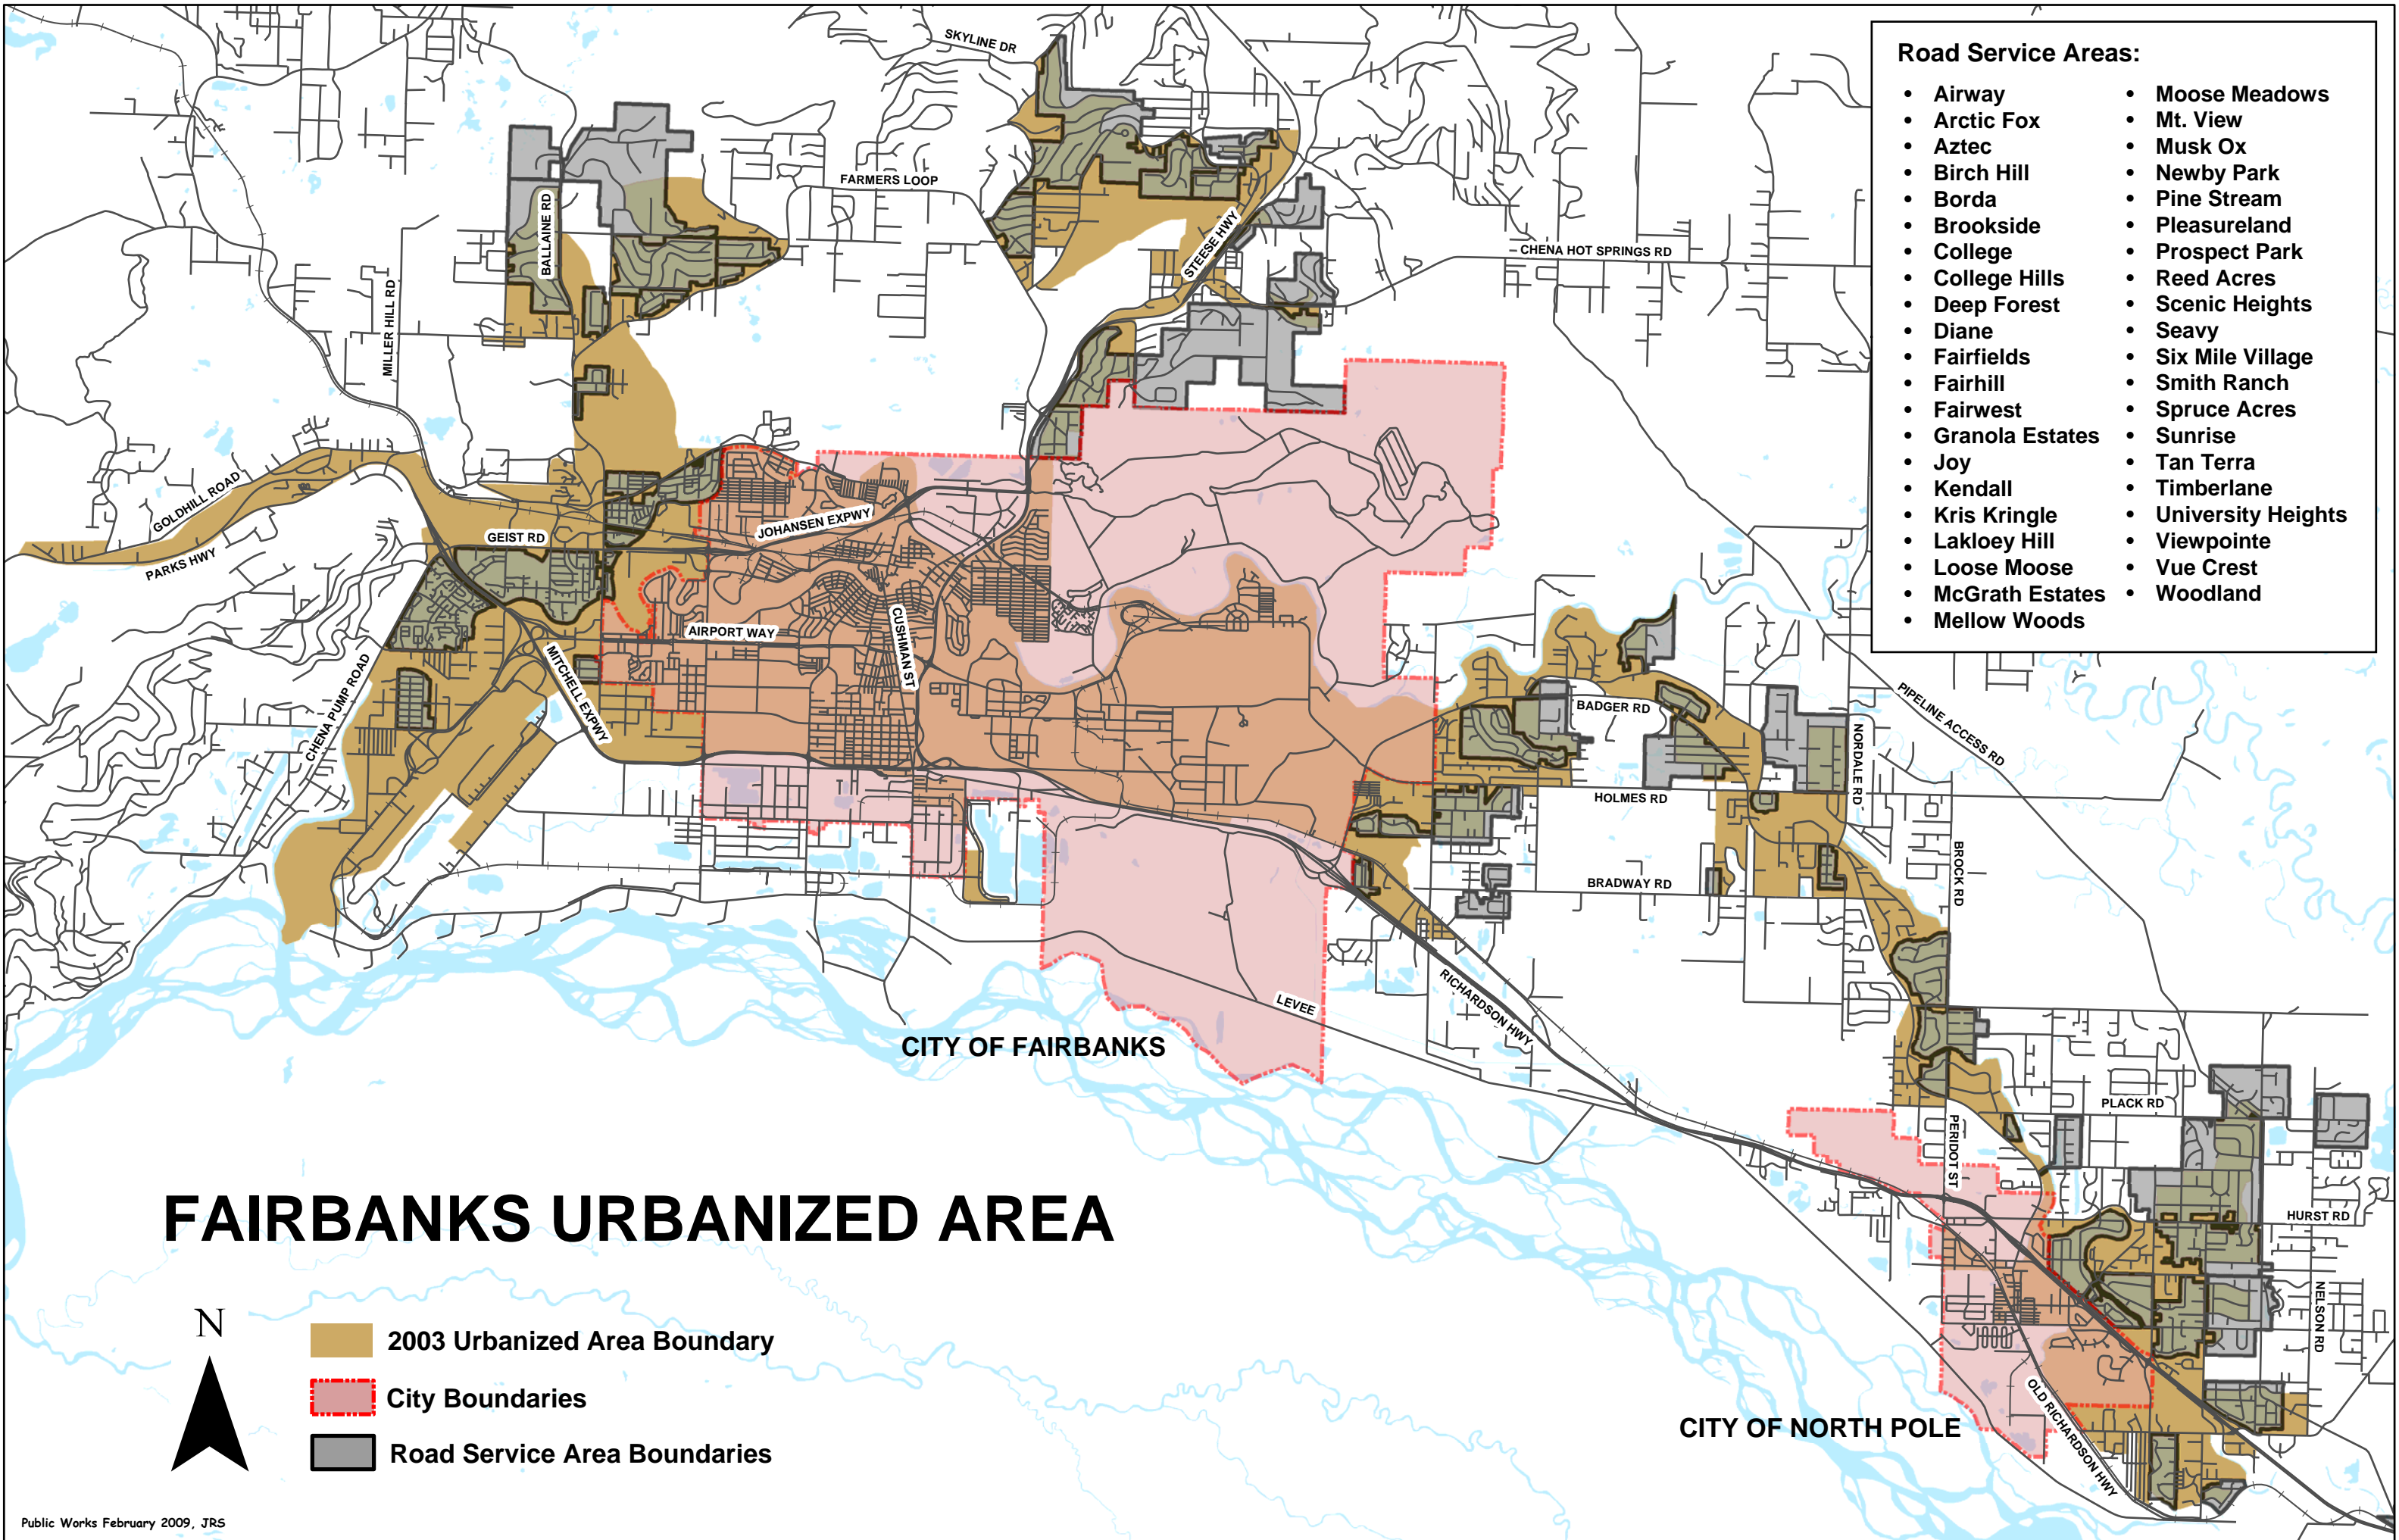 SKYLINE DR
FARMERS LOOP
BALLAINE RD
STEESE HWY
CHENA HOT SPRINGS RD
MILLER HILL RD
GOLDHILL ROAD
PARKS HWY
GEIST RD
JOHANSEN EXPWY
AIRPORT WAY
CUSHMAN ST
MITCHELL EXPWY
CHENA PUMP ROAD
BADGER RD
NORDALE RD
PIPELINE ACCESS RD
HOLMES RD
BROCK RD
BRADWAY RD
RICHARDSON HWY
LEVEE
CITY OF FAIRBANKS
PLACK RD
PERIDOT ST
HURST RD
NELSON RD
OLD RICHARDSON HWY
CITY OF NORTH POLE
Road Service Areas:
• Airway
• Arctic Fox
• Aztec
• Birch Hill
• Borda
• Brookside
• College
• College Hills
• Deep Forest
• Diane
• Fairfields
• Fairhill
• Fairwest
• Granola Estates
• Joy
• Kendall
• Kris Kringle
• Lakloey Hill
• Loose Moose
• McGrath Estates
• Mellow Woods
• Moose Meadows
• Mt. View
• Musk Ox
• Newby Park
• Pine Stream
• Pleasureland
• Prospect Park
• Reed Acres
• Scenic Heights
• Seavy
• Six Mile Village
• Smith Ranch
• Spruce Acres
• Sunrise
• Tan Terra
• Timberlane
• University Heights
• Viewpointe
• Vue Crest
• Woodland
FAIRBANKS URBANIZED AREA
N
2003 Urbanized Area Boundary
City Boundaries
Road Service Area Boundaries
Public Works February 2009, JRS